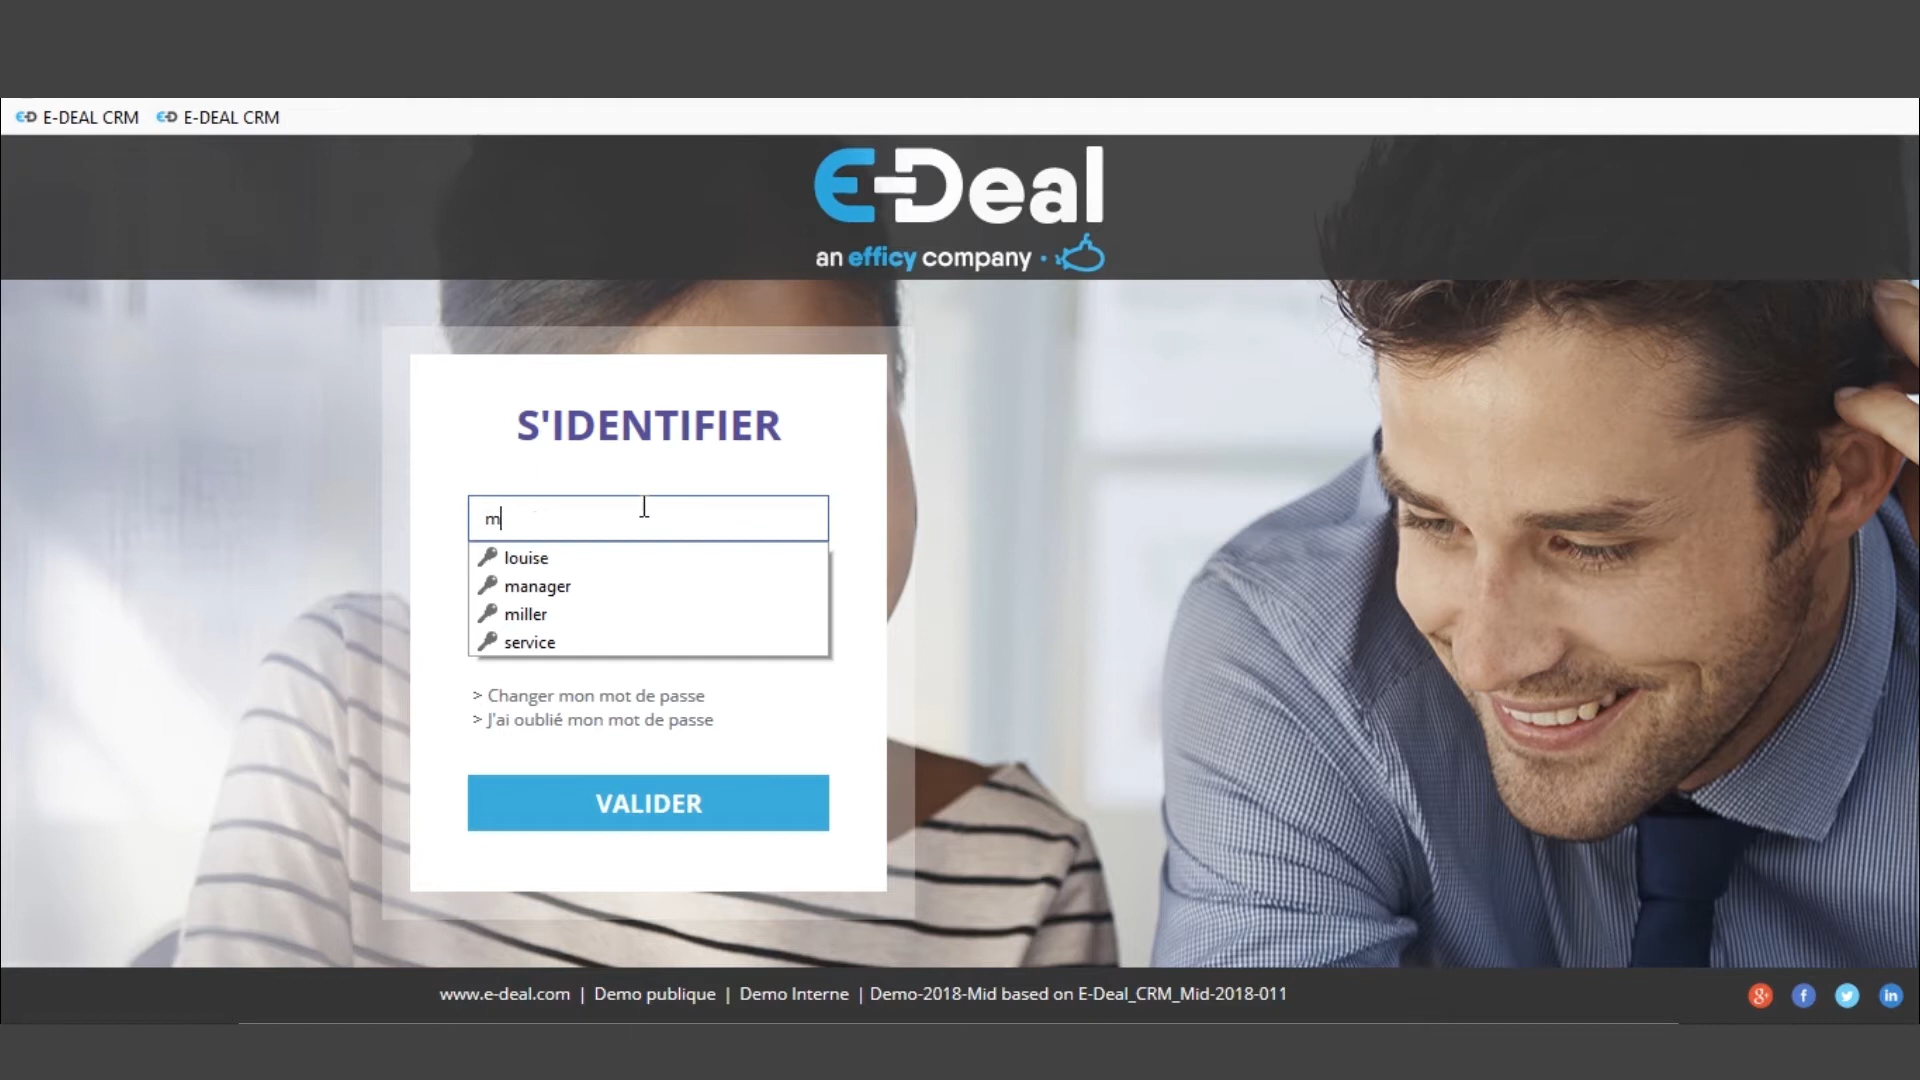 E-DEAL CRM E-DEAL CRM
E-Deal
an efficy company
S'IDENTIFIER
m
louise
manager
miller
service
> Changer mon mot de passe
> J'ai oublié mon mot de passe
VALIDER
www.e-deal.com | Demo publique | Demo Interne | Demo-2018-Mid based on E-Deal_CRM_Mid-2018-011